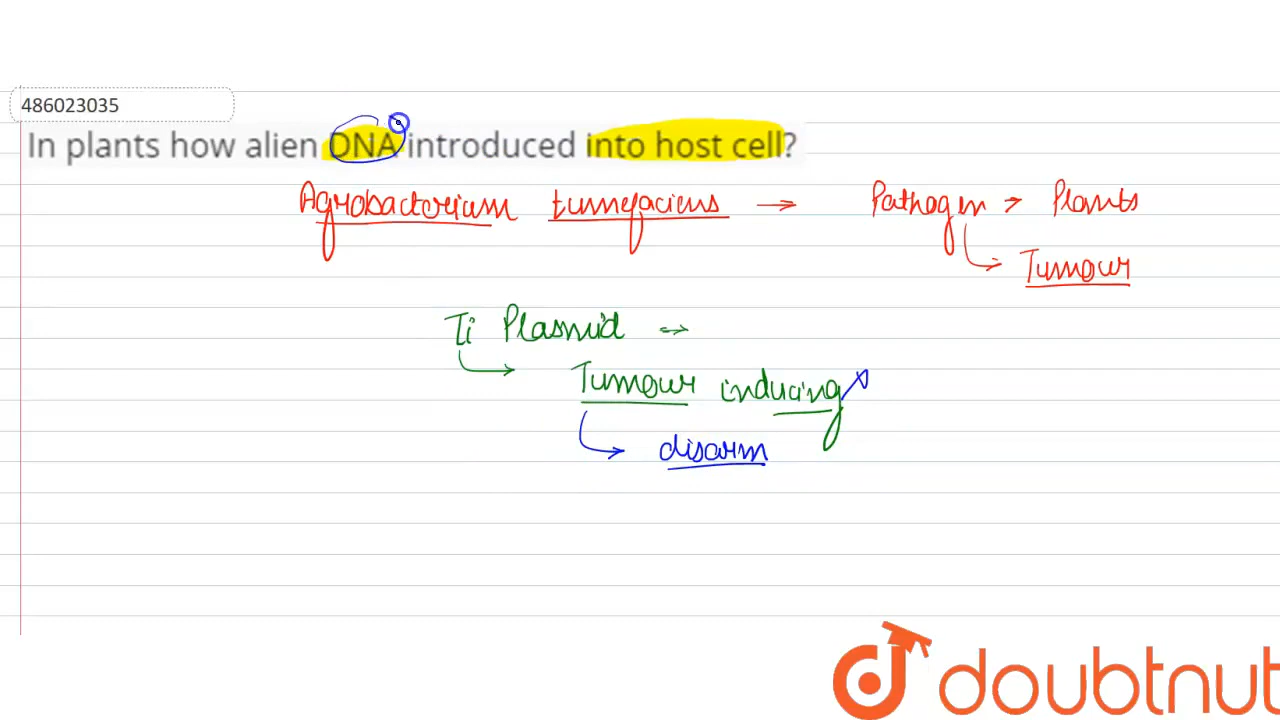 486023035
In plants how alien DNA introduced into host cell?
Agrobacterium tumefaciens → Pathogen → Plants
→ Tumour
Ti Plasmid →
→ Tumour inducing
→ disarm
doubtnut